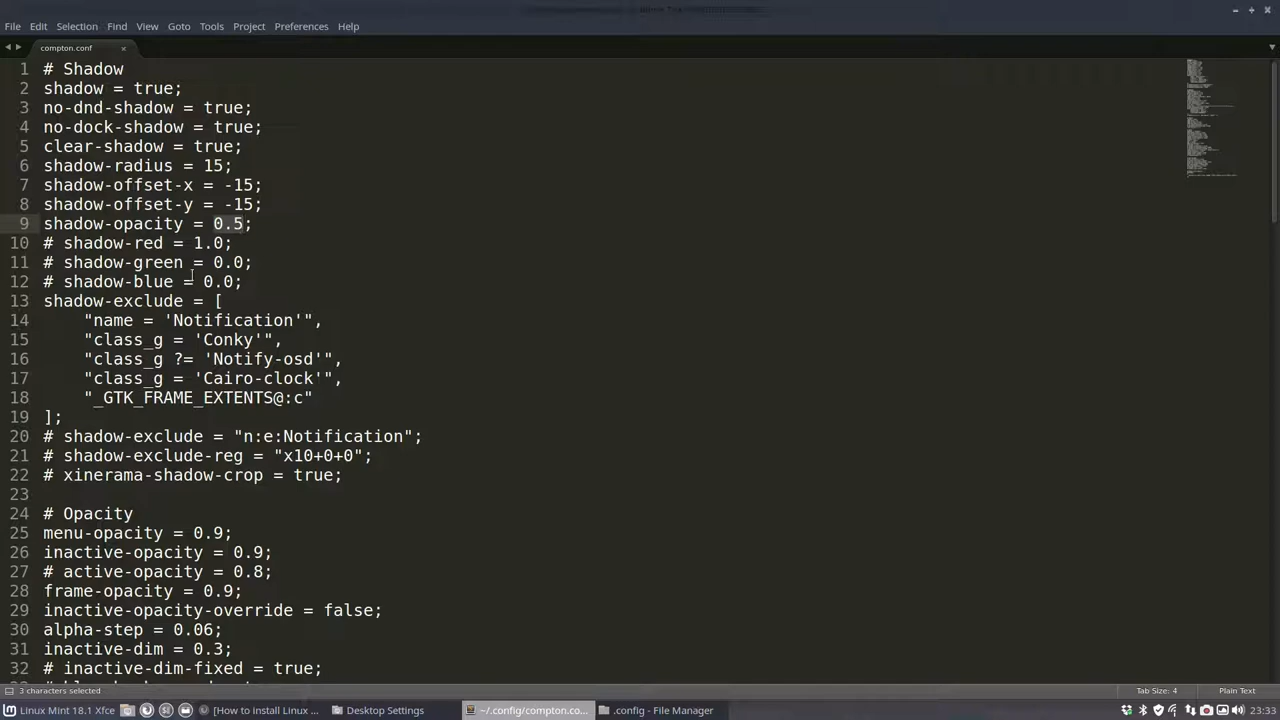 File Edit Selection Find View Goto Tools Project Preferences Help
compton.conf
1 # Shadow
2 shadow = true;
3 no-dnd-shadow = true;
4 no-dock-shadow = true;
5 clear-shadow = true;
6 shadow-radius = 15;
7 shadow-offset-x = -15;
8 shadow-offset-y = -15;
9 shadow-opacity = 0.5;
10 # shadow-red = 1.0;
11 # shadow-green = 0.0;
12 # shadow-blue = 0.0;
13 shadow-exclude = [
14 "name = 'Notification'",
15 "class_g = 'Conky'",
16 "class_g ?= 'Notify-osd'",
17 "class_g = 'Cairo-clock'",
18 "_GTK_FRAME_EXTENTS@:c"
19 ];
20 # shadow-exclude = "n:e:Notification";
21 # shadow-exclude-reg = "x10+0+0";
22 # xinerama-shadow-crop = true;
23
24 # Opacity
25 menu-opacity = 0.9;
26 inactive-opacity = 0.9;
27 # active-opacity = 0.8;
28 frame-opacity = 0.9;
29 inactive-opacity-override = false;
30 alpha-step = 0.06;
31 inactive-dim = 0.3;
32 # inactive-dim-fixed = true;
3 characters selected Tab Size: 4 Plain Text
Linux Mint 18.1 Xfce [How to install Linux ... Desktop Settings ~/.config/compton.co... .config - File Manager 23:33